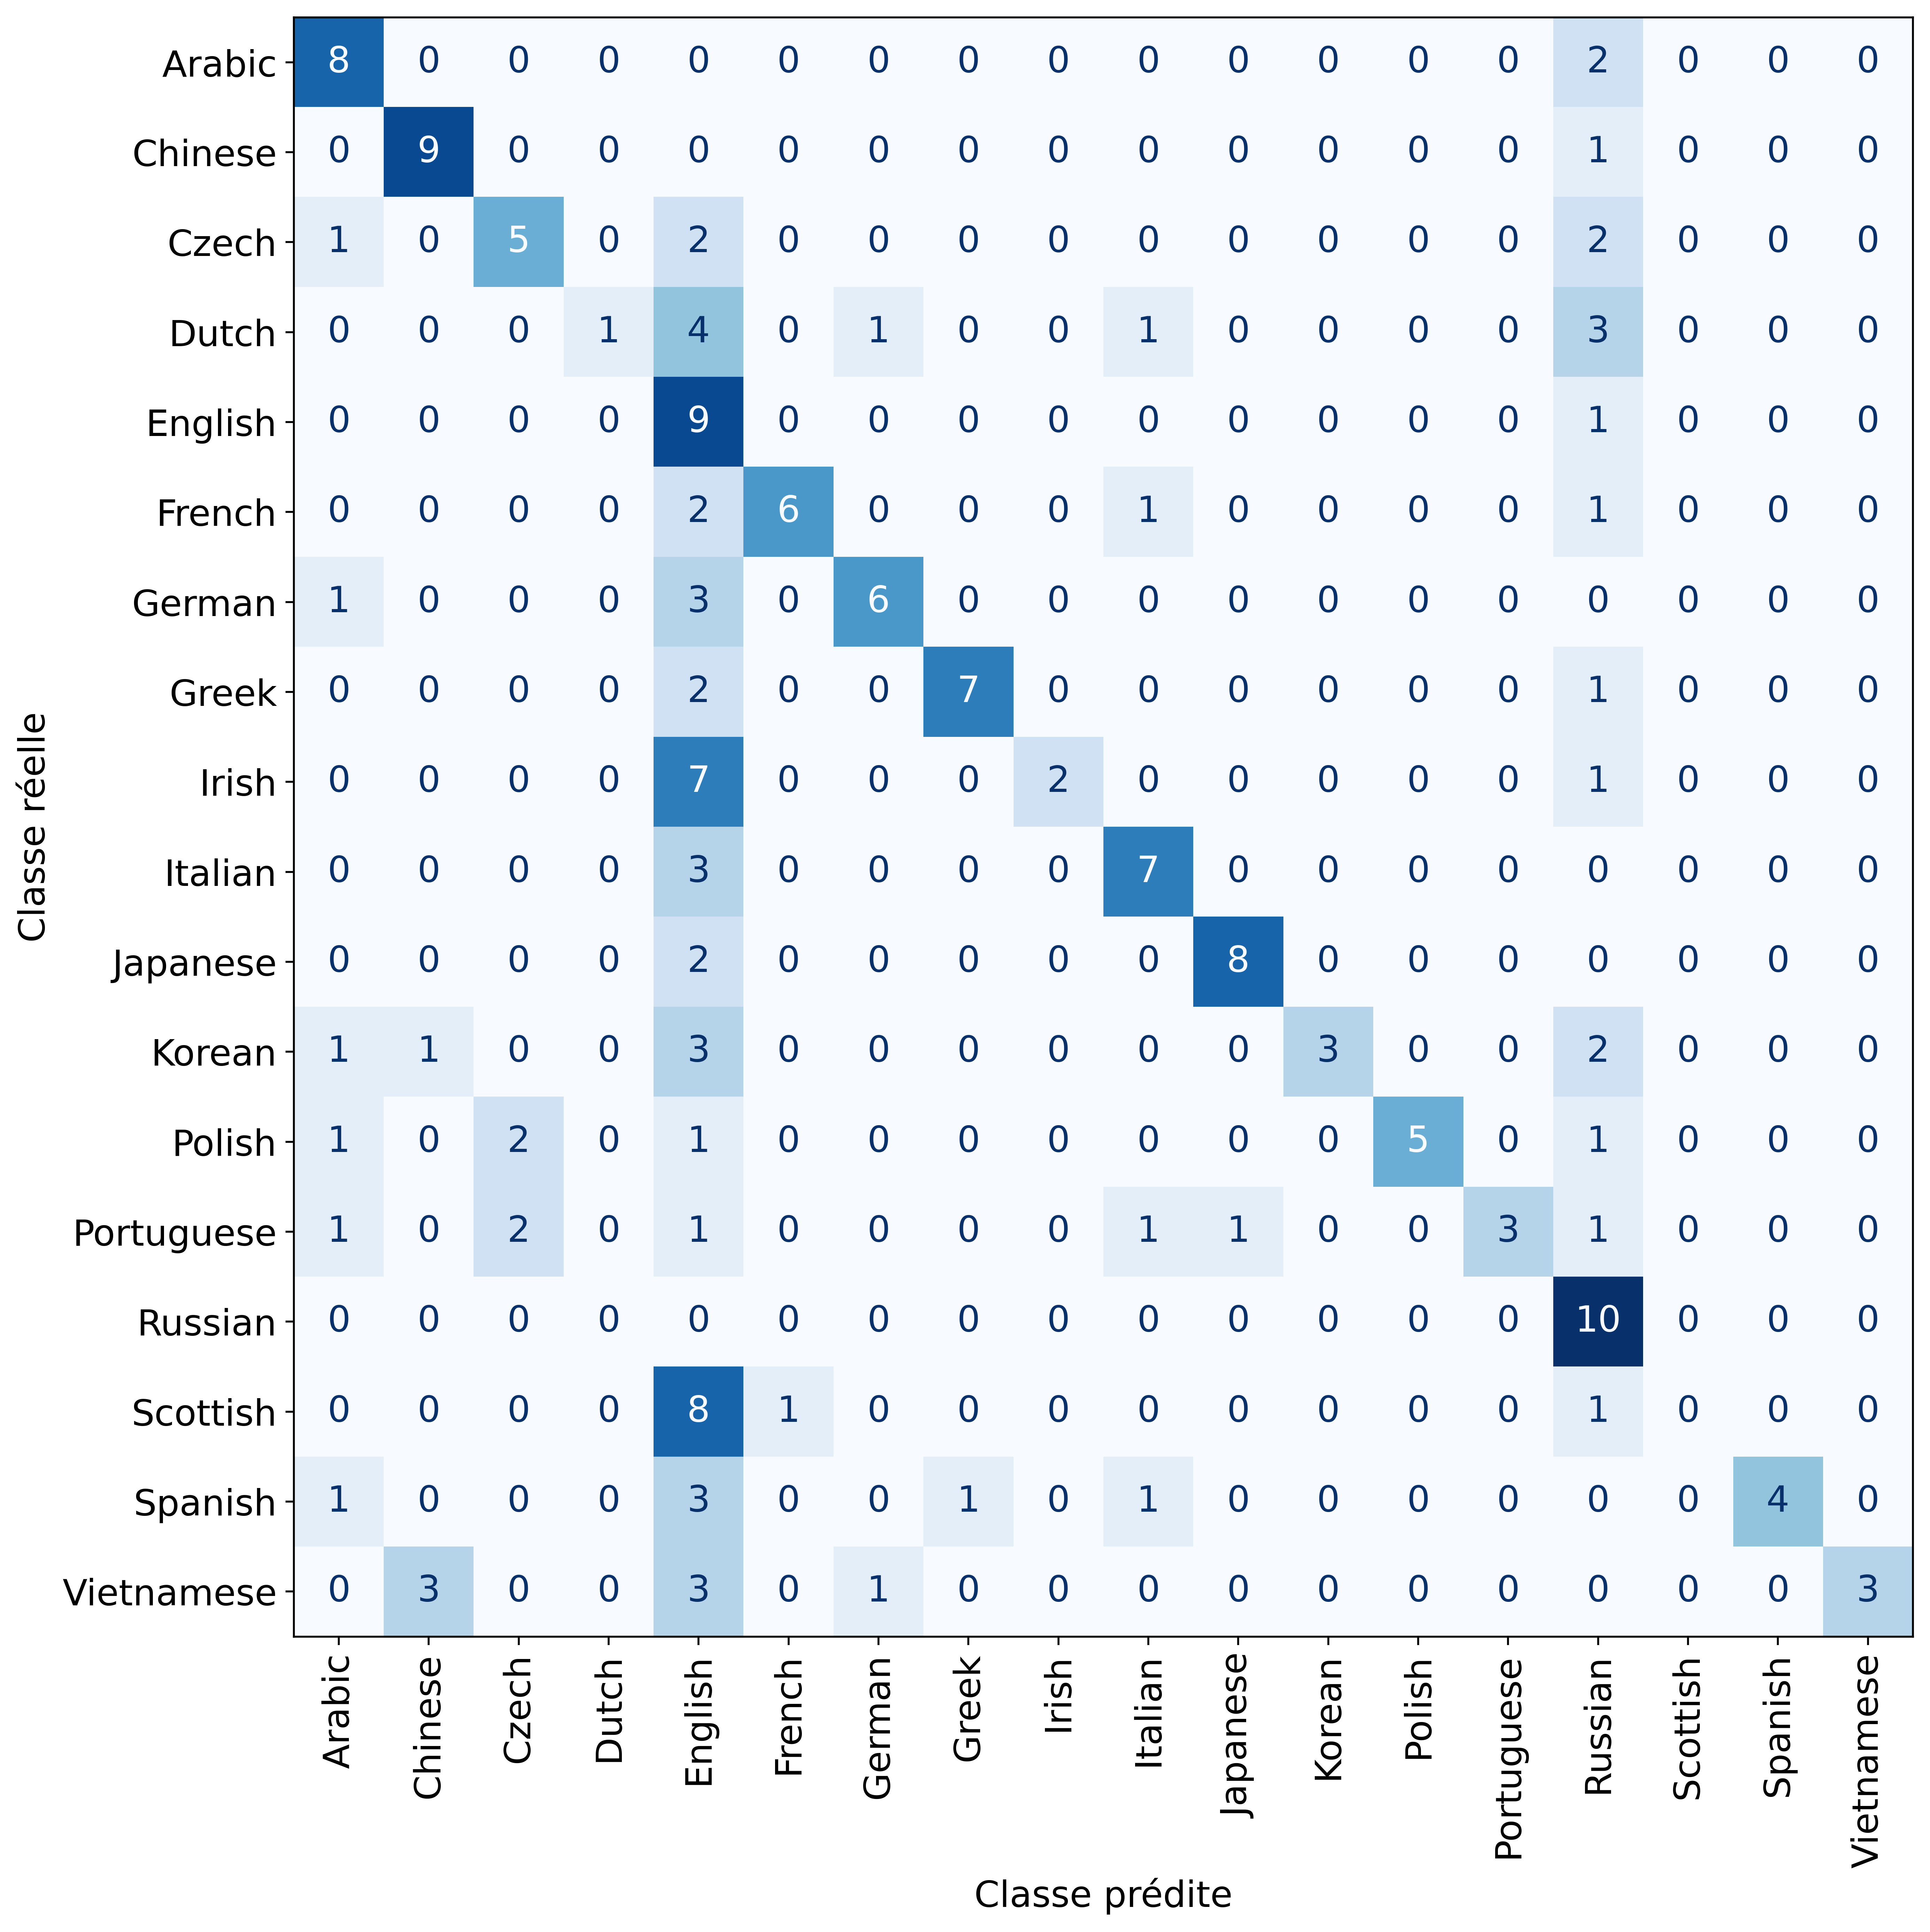 Classe réelle
Arabic 8 0 0 0 0 0 0 0 0 0 0 0 0 0 2 0 0 0
Chinese 0 9 0 0 0 0 0 0 0 0 0 0 0 0 1 0 0 0
Czech 1 0 5 0 2 0 0 0 0 0 0 0 0 0 2 0 0 0
Dutch 0 0 0 1 4 0 1 0 0 1 0 0 0 0 3 0 0 0
English 0 0 0 0 9 0 0 0 0 0 0 0 0 0 1 0 0 0
French 0 0 0 0 2 6 0 0 0 1 0 0 0 0 1 0 0 0
German 1 0 0 0 3 0 6 0 0 0 0 0 0 0 0 0 0 0
Greek 0 0 0 0 2 0 0 7 0 0 0 0 0 0 1 0 0 0
Irish 0 0 0 0 7 0 0 0 2 0 0 0 0 0 1 0 0 0
Italian 0 0 0 0 3 0 0 0 0 7 0 0 0 0 0 0 0 0
Japanese 0 0 0 0 2 0 0 0 0 0 8 0 0 0 0 0 0 0
Korean 1 1 0 0 3 0 0 0 0 0 0 3 0 0 2 0 0 0
Polish 1 0 2 0 1 0 0 0 0 0 0 0 5 0 1 0 0 0
Portuguese 1 0 2 0 1 0 0 0 0 1 1 0 0 3 1 0 0 0
Russian 0 0 0 0 0 0 0 0 0 0 0 0 0 0 10 0 0 0
Scottish 0 0 0 0 8 1 0 0 0 0 0 0 0 0 1 0 0 0
Spanish 1 0 0 0 3 0 0 1 0 1 0 0 0 0 0 0 4 0
Vietnamese 0 3 0 0 3 0 1 0 0 0 0 0 0 0 0 0 0 3
Arabic Chinese Czech Dutch English French German Greek Irish Italian Japanese Korean Polish Portuguese Russian Scottish Spanish Vietnamese
Classe prédite